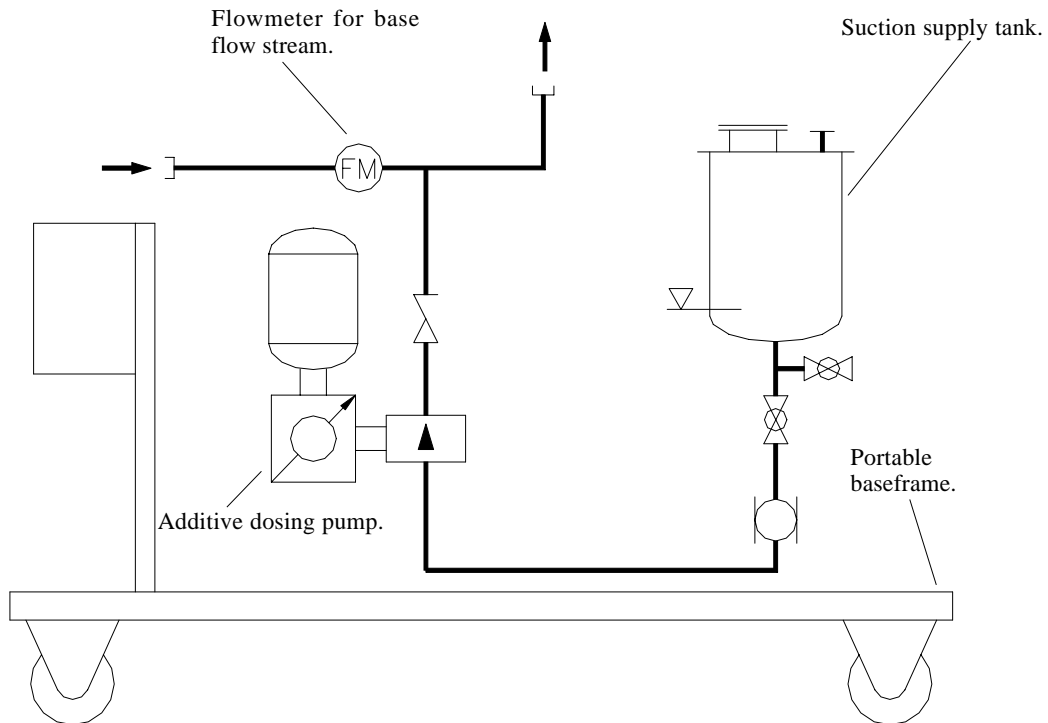 Flowmeter for base
flow stream.
Suction supply tank.
FM
Portable
baseframe.
Additive dosing pump.